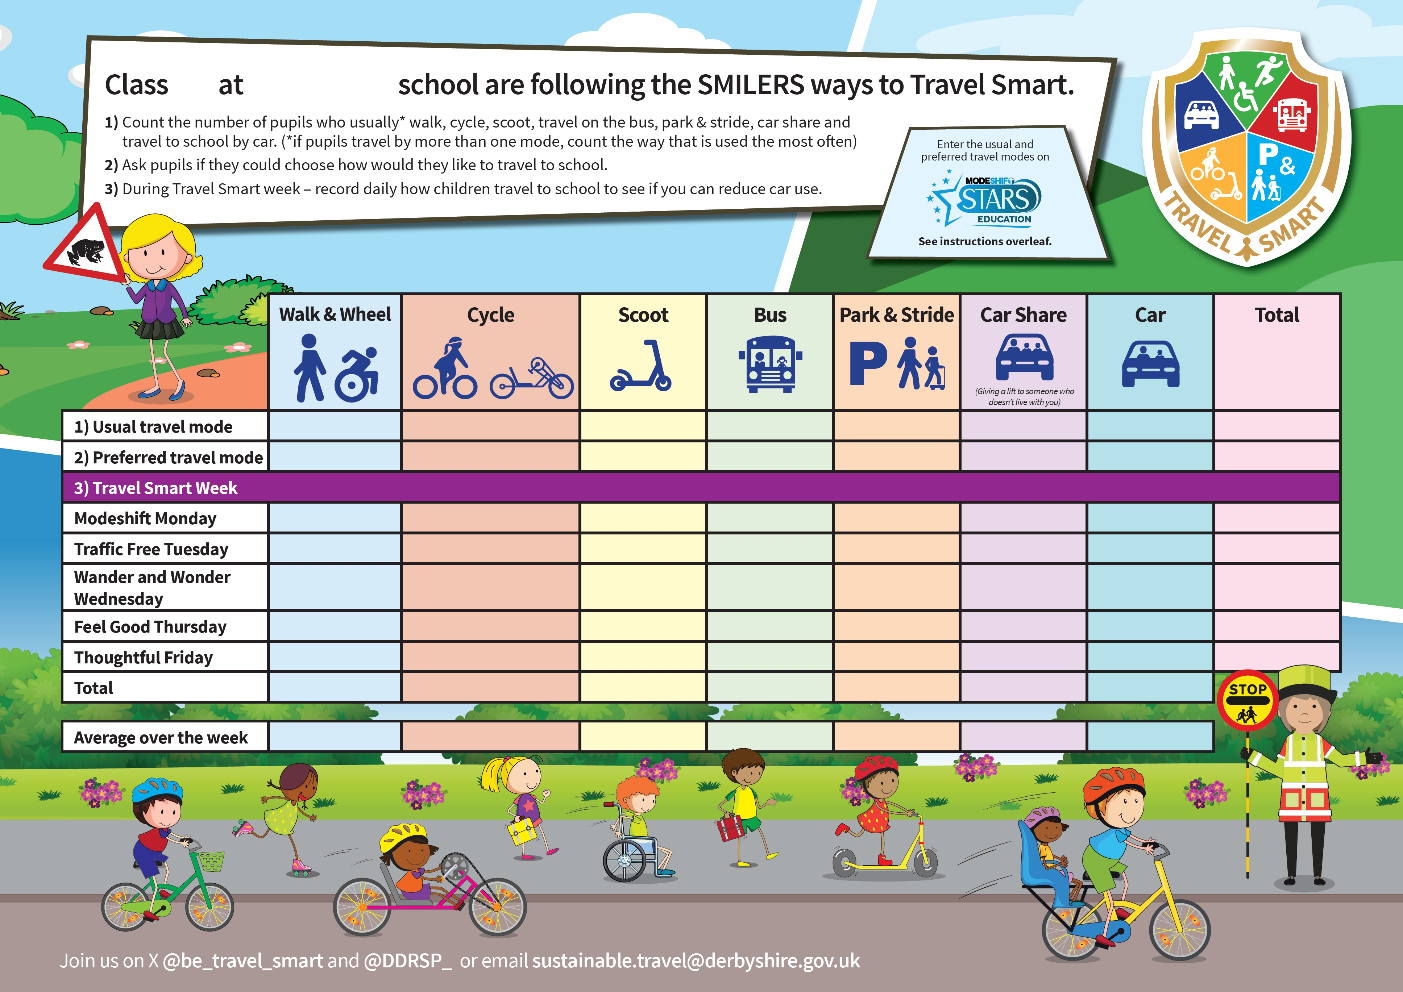 Class at school are following the SMILERS ways to Travel Smart.
1) Count the number of pupils who usually* walk, cycle, scoot, travel on the bus, park & stride, car share and
travel to school by car. (*if pupils travel by more than one mode, count the way that is used the most often)
2) Ask pupils if they could choose how would they like to travel to school.
3) During Travel Smart week – record daily how children travel to school to see if you can reduce car use.
Enter the usual and
preferred travel modes on
MODESHIFT
STARS
EDUCATION
See instructions overleaf.
P &
TRAVEL SMART
Walk & Wheel Cycle Scoot Bus Park & Stride Car Share Car Total
P
(Giving a lift to someone who
doesn't live with you)
1) Usual travel mode
2) Preferred travel mode
3) Travel Smart Week
Modeshift Monday
Traffic Free Tuesday
Wander and Wonder
Wednesday
Feel Good Thursday
Thoughtful Friday
Total
STOP
Average over the week
Join us on X @be_travel_smart and @DDRSP_ or email sustainable.travel@derbyshire.gov.uk